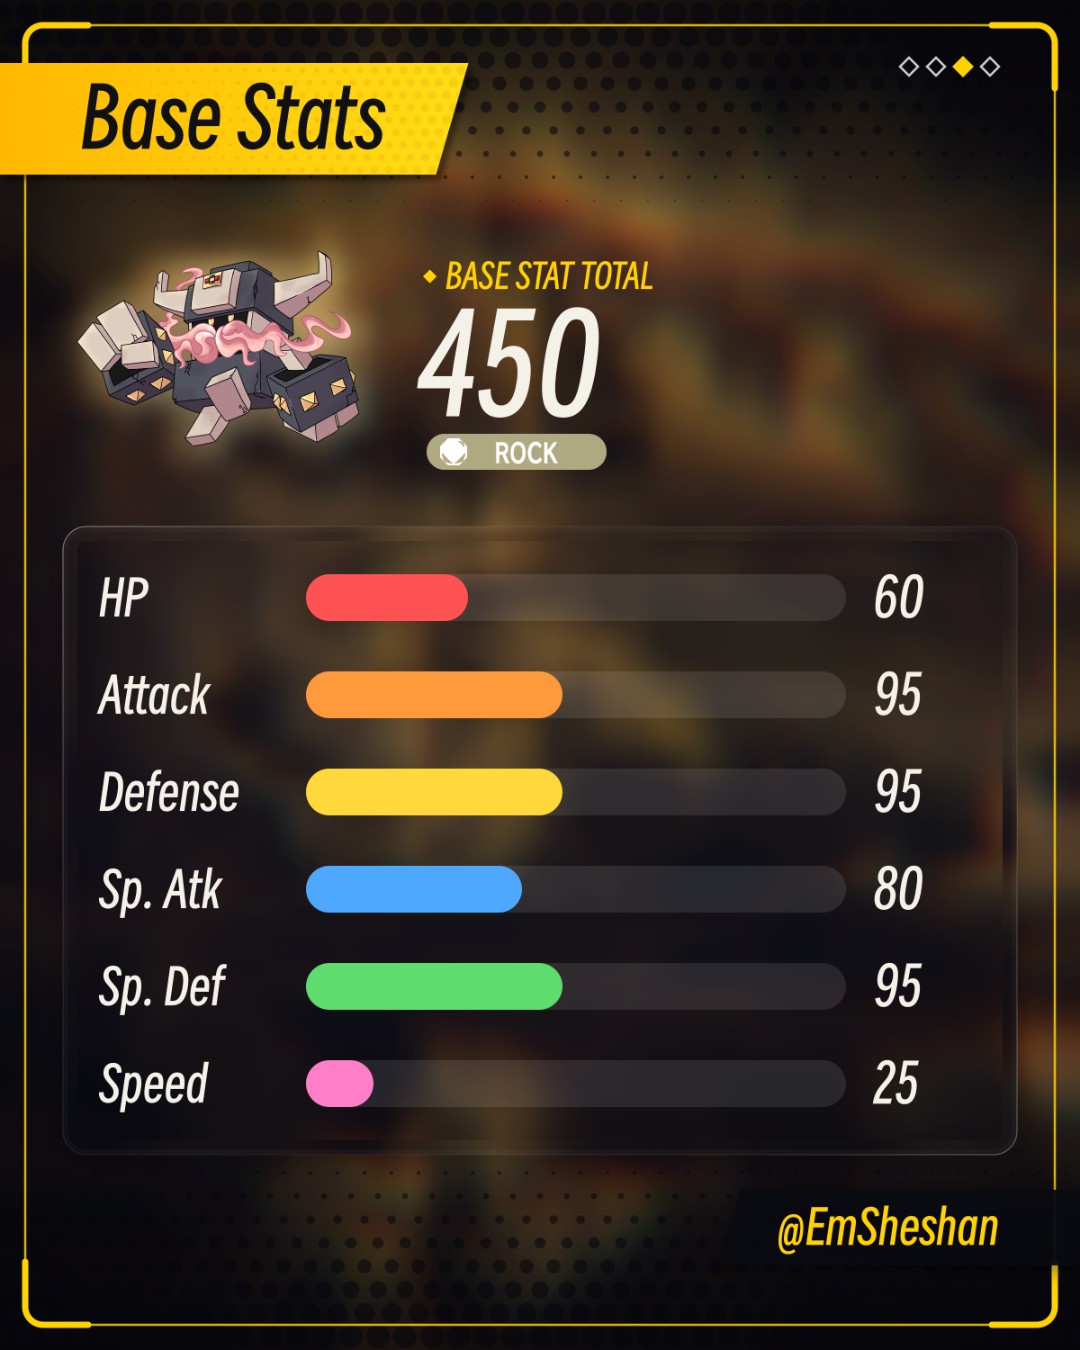 Base Stats
BASE STAT TOTAL
450
ROCK
HP 60
Attack 95
Defense 95
Sp. Atk 80
Sp. Def 95
Speed 25
@EmSheshan